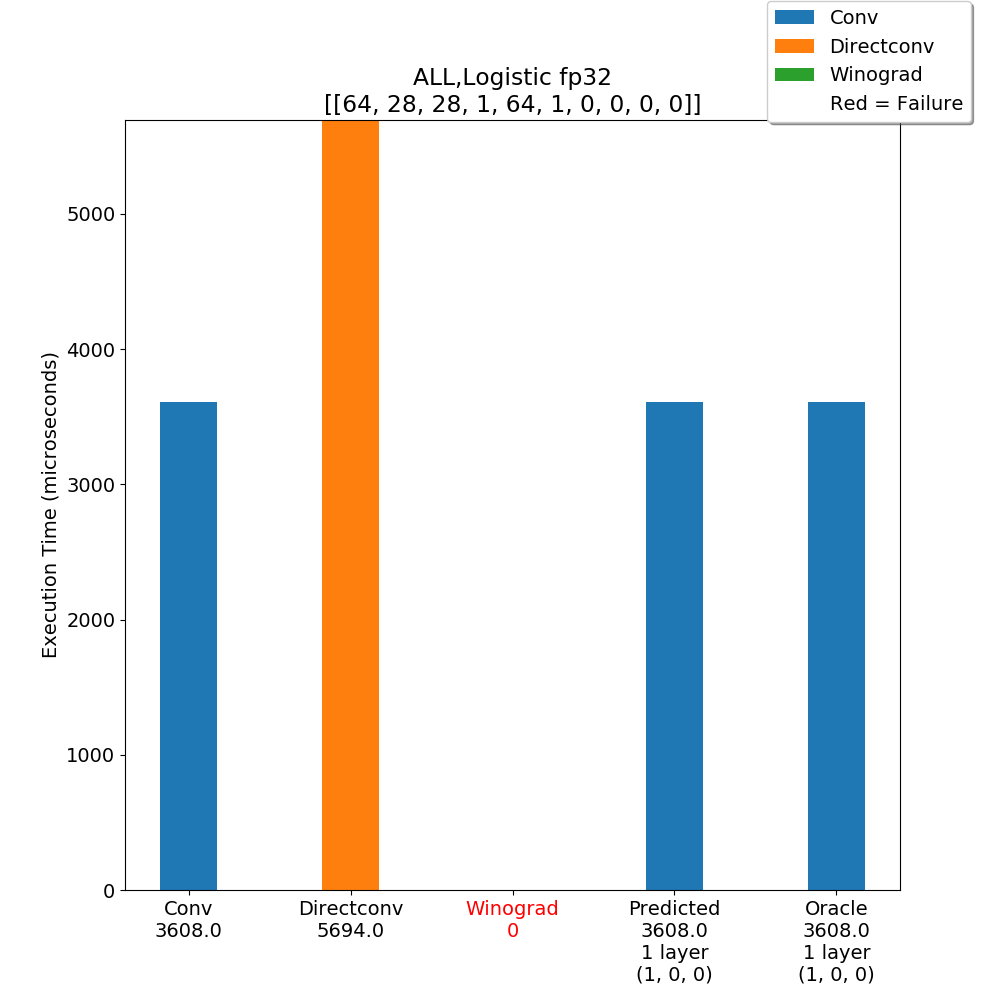 Conv
Directconv
Winograd
Red = Failure
ALL,Logistic fp32
[[64, 28, 28, 1, 64, 1, 0, 0, 0, 0]]
Execution Time (microseconds)
5000
4000
3000
2000
1000
0
Conv
3608.0
Directconv
5694.0
Winograd
0
Predicted
3608.0
1 layer
(1, 0, 0)
Oracle
3608.0
1 layer
(1, 0, 0)